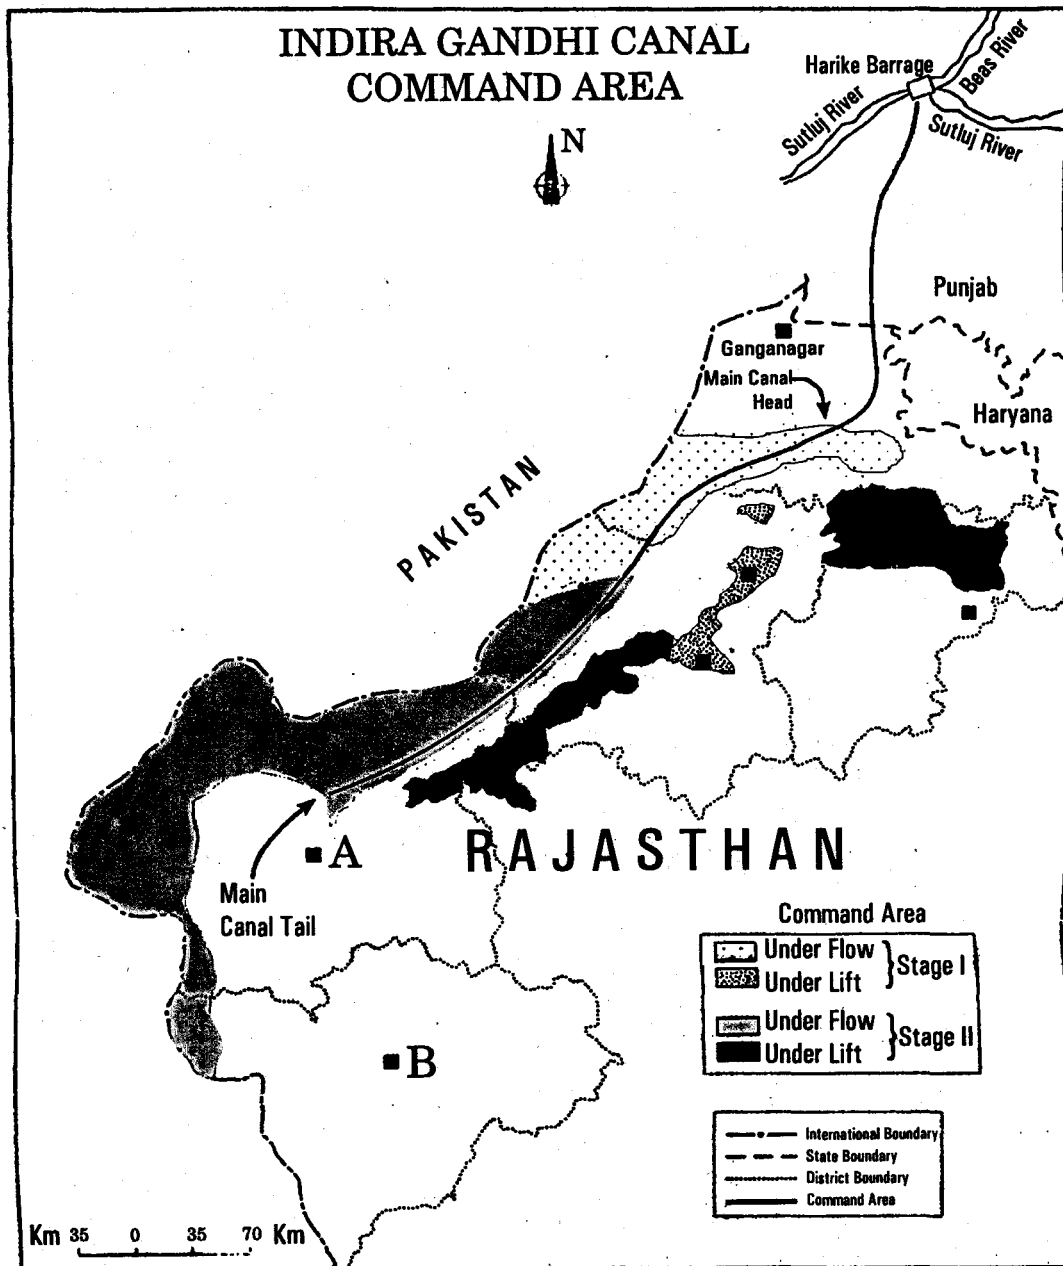 INDIRA GANDHI CANAL
COMMAND AREA
N
Harike Barrage
Beas River
Sutluj River
Sutluj River
Punjab
Ganganagar
Main Canal
Head
Haryana
PAKISTAN
RAJASTHAN
A
Main
Canal Tail
B
Command Area
Under Flow
Under Lift
Stage I
Under Flow
Under Lift
Stage II
International Boundary
State Boundary
District Boundary
Command Area
Km 35 0 35 70 Km